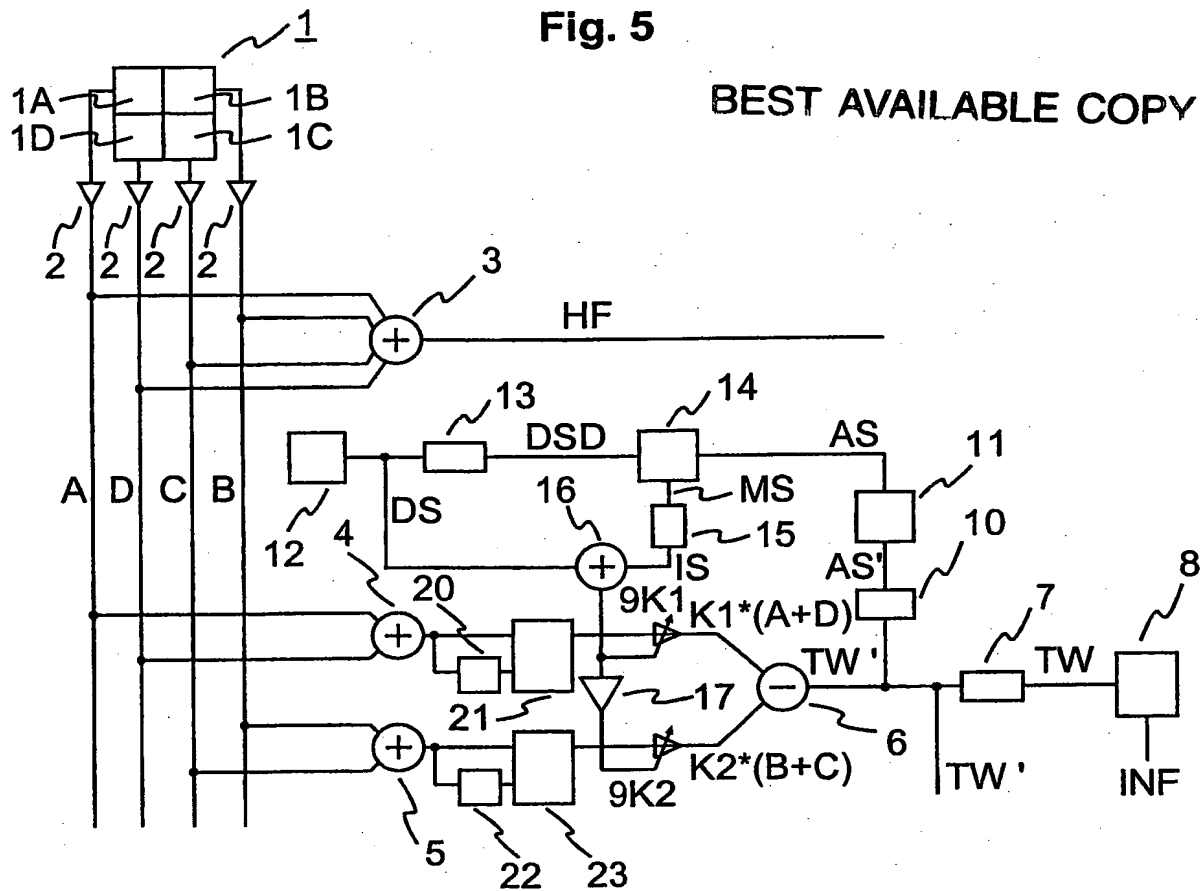 Fig. 5
1
BEST AVAILABLE COPY
1A
1B
1D
1C
2
2
2
2
3
HF
13
14
DSD
AS
11
A
D
C
B
DS
16
MS
15
12
IS
10
4
AS'
8
20
9K1
K1*(A+D)
7
TW'
TW
21
17
6
9K2
K2*(B+C)
TW'
INF
5
22
23